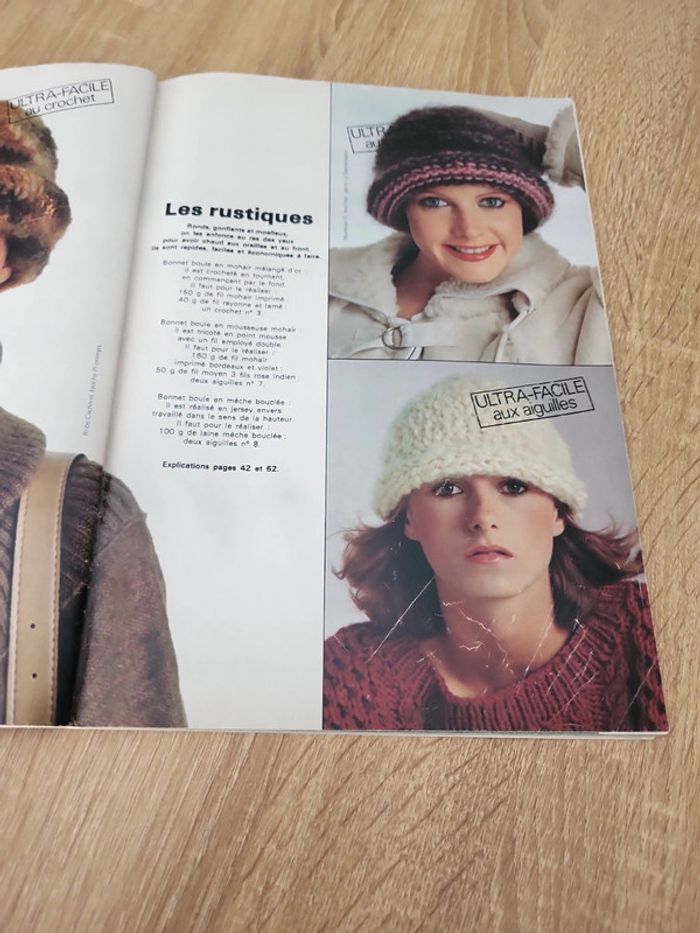 ULTRA-FACILE
au crochet
Les rustiques
Ronds, gonflants et moelleux,
on les enfonce au ras des yeux
pour avoir chaud aux oreilles et au front.
Ils sont rapides, faciles et économiques à faire.
Bonnet boule en mohair mélangé d'or :
il est crocheté en tournant,
en commençant par le fond.
Il faut pour le réaliser :
150 g de fil mohair imprimé
40 g de fil rayonne et lamé ;
un crochet n° 3.
Bonnet boule en mousseuse mohair :
il est tricoté en point mousse
avec un fil employé double.
Il faut pour le réaliser :
160 g de fil mohair
imprimé bordeaux et violet ;
50 g de fil moyen 3 fils rose indien ;
deux aiguilles n° 7.
Bonnet boule en mèche bouclée :
il est réalisé en jersey envers
travaillé dans le sens de la hauteur.
Il faut pour le réaliser :
100 g de laine mèche bouclée ;
deux aiguilles n° 8.
Explications pages 42 et 62.
ULTR
au
ULTRA-FACILE
aux aiguilles